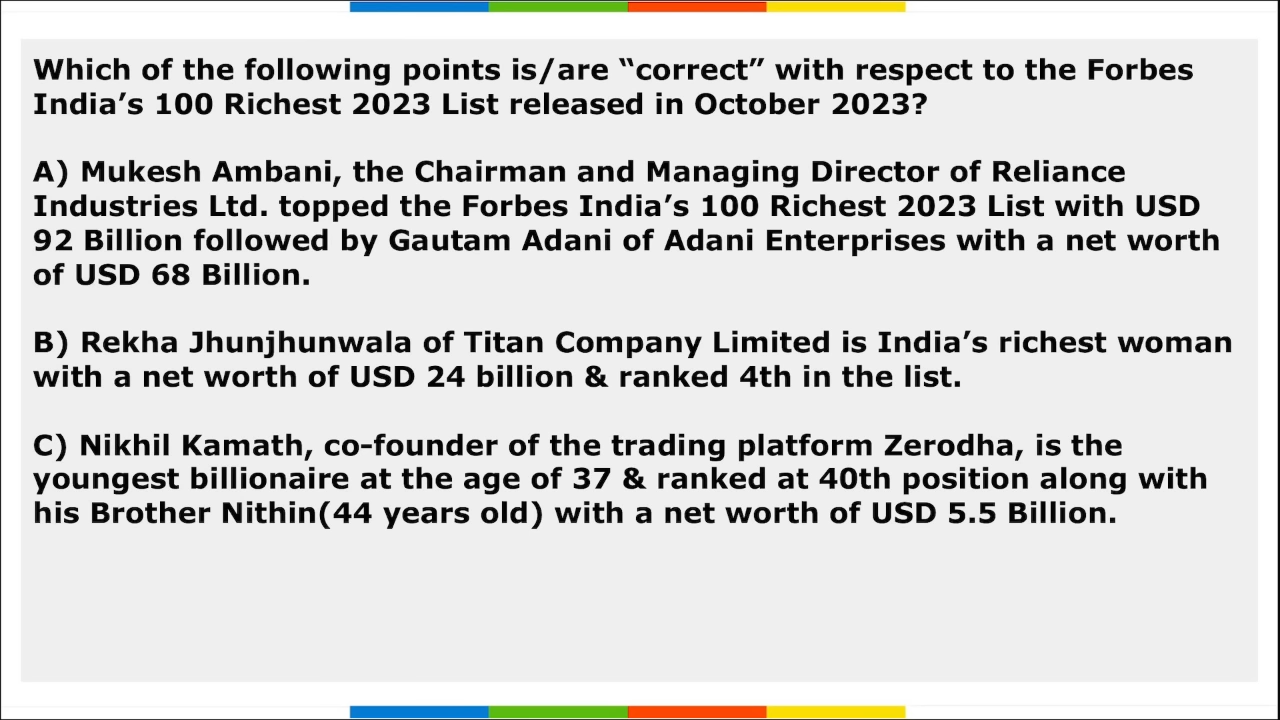 Which of the following points is/are “correct” with respect to the Forbes
India’s 100 Richest 2023 List released in October 2023?
A) Mukesh Ambani, the Chairman and Managing Director of Reliance
Industries Ltd. topped the Forbes India’s 100 Richest 2023 List with USD
92 Billion followed by Gautam Adani of Adani Enterprises with a net worth
of USD 68 Billion.
B) Rekha Jhunjhunwala of Titan Company Limited is India’s richest woman
with a net worth of USD 24 billion & ranked 4th in the list.
C) Nikhil Kamath, co-founder of the trading platform Zerodha, is the
youngest billionaire at the age of 37 & ranked at 40th position along with
his Brother Nithin(44 years old) with a net worth of USD 5.5 Billion.